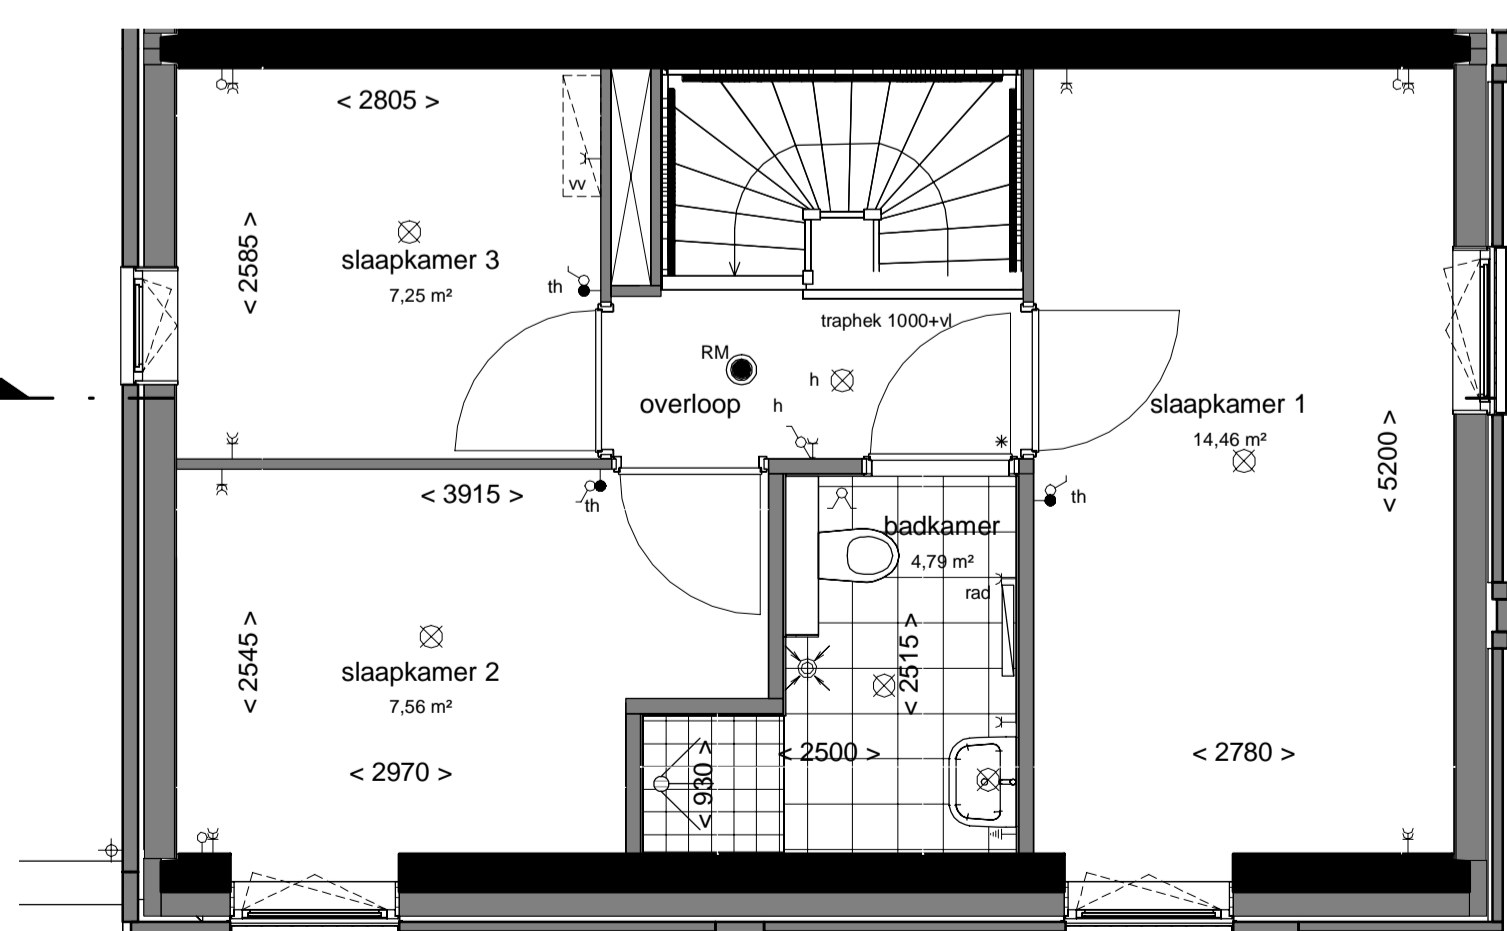 < 2805 >
vv
< 2585 >
slaapkamer 3
7,25 m²
th
traphek 1000+vl
RM
h
overloop
h
slaapkamer 1
14,46 m²
< 5200 >
< 3915 >
th
th
badkamer
4,79 m²
rad
< 2545 >
slaapkamer 2
7,56 m²
< 2515 >
< 2970 >
< 930 >
< 2500 >
< 2780 >